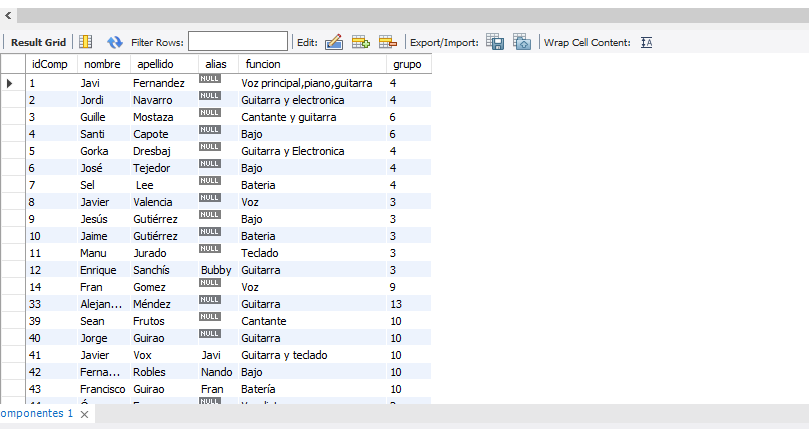 Result Grid Filter Rows: Edit: Export/Import: Wrap Cell Content: IA
idComp nombre apellido alias funcion grupo
1 Javi Fernandez NULL Voz principal,piano,guitarra 4
2 Jordi Navarro NULL Guitarra y electronica 4
3 Guille Mostaza NULL Cantante y guitarra 6
4 Santi Capote NULL Bajo 6
5 Gorka Dresbaj NULL Guitarra y Electronica 4
6 José Tejedor NULL Bajo 4
7 Sel Lee NULL Bateria 4
8 Javier Valencia NULL Voz 3
9 Jesús Gutiérrez NULL Bajo 3
10 Jaime Gutiérrez NULL Bateria 3
11 Manu Jurado NULL Teclado 3
12 Enrique Sanchís Bubby Guitarra 3
14 Fran Gomez NULL Voz 9
33 Alejan... Méndez NULL Guitarra 13
39 Sean Frutos NULL Cantante 10
40 Jorge Guirao NULL Guitarra 10
41 Javier Vox Javi Guitarra y teclado 10
42 Ferna... Robles Nando Bajo 10
43 Francisco Guirao Fran Batería 10
NULL
omponentes 1